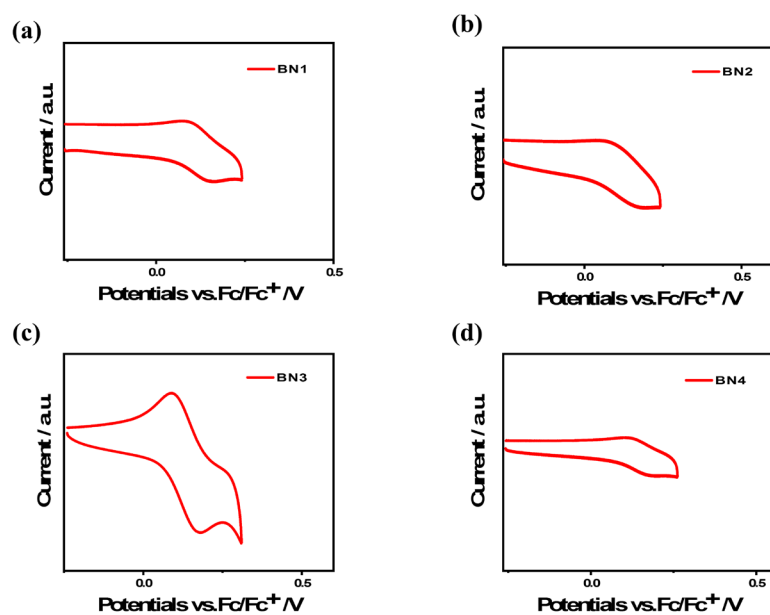 (a)
BN1
Current / a.u.
0.0
0.5
Potentials vs.Fc/Fc⁺ /V
(b)
BN2
Current / a.u.
0.0
0.5
Potentials vs.Fc/Fc⁺ /V
(c)
BN3
Current / a.u.
0.0
0.5
Potentials vs.Fc/Fc⁺ /V
(d)
BN4
Current / a.u.
0.0
0.5
Potentials vs.Fc/Fc⁺ /V